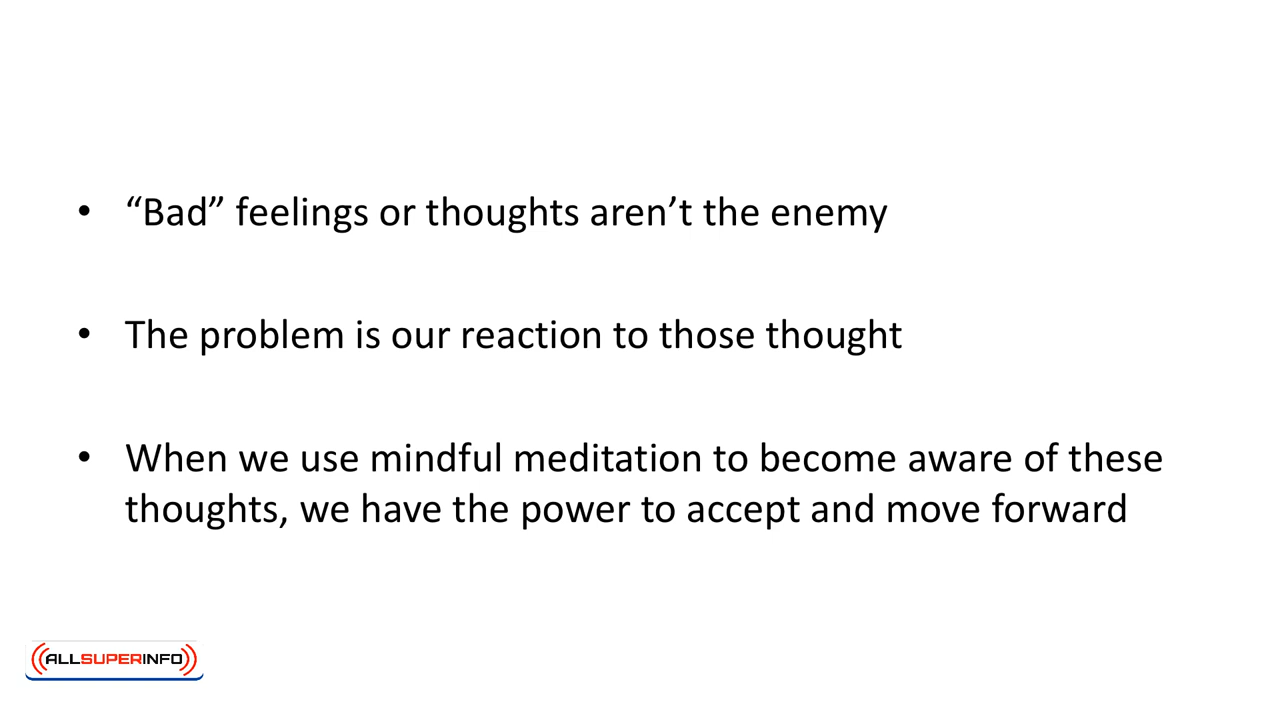 • “Bad” feelings or thoughts aren’t the enemy
• The problem is our reaction to those thought
• When we use mindful meditation to become aware of these
thoughts, we have the power to accept and move forward
ALLSUPERINFO